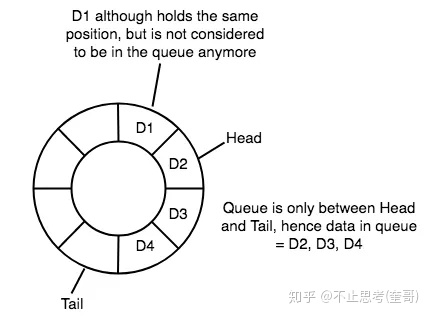 D1 although holds the same
position, but is not considered
to be in the queue anymore
D1
Head
D2
D3
D4
Queue is only between Head
and Tail, hence data in queue
= D2, D3, D4
Tail
知乎 @不止思考(奎哥)